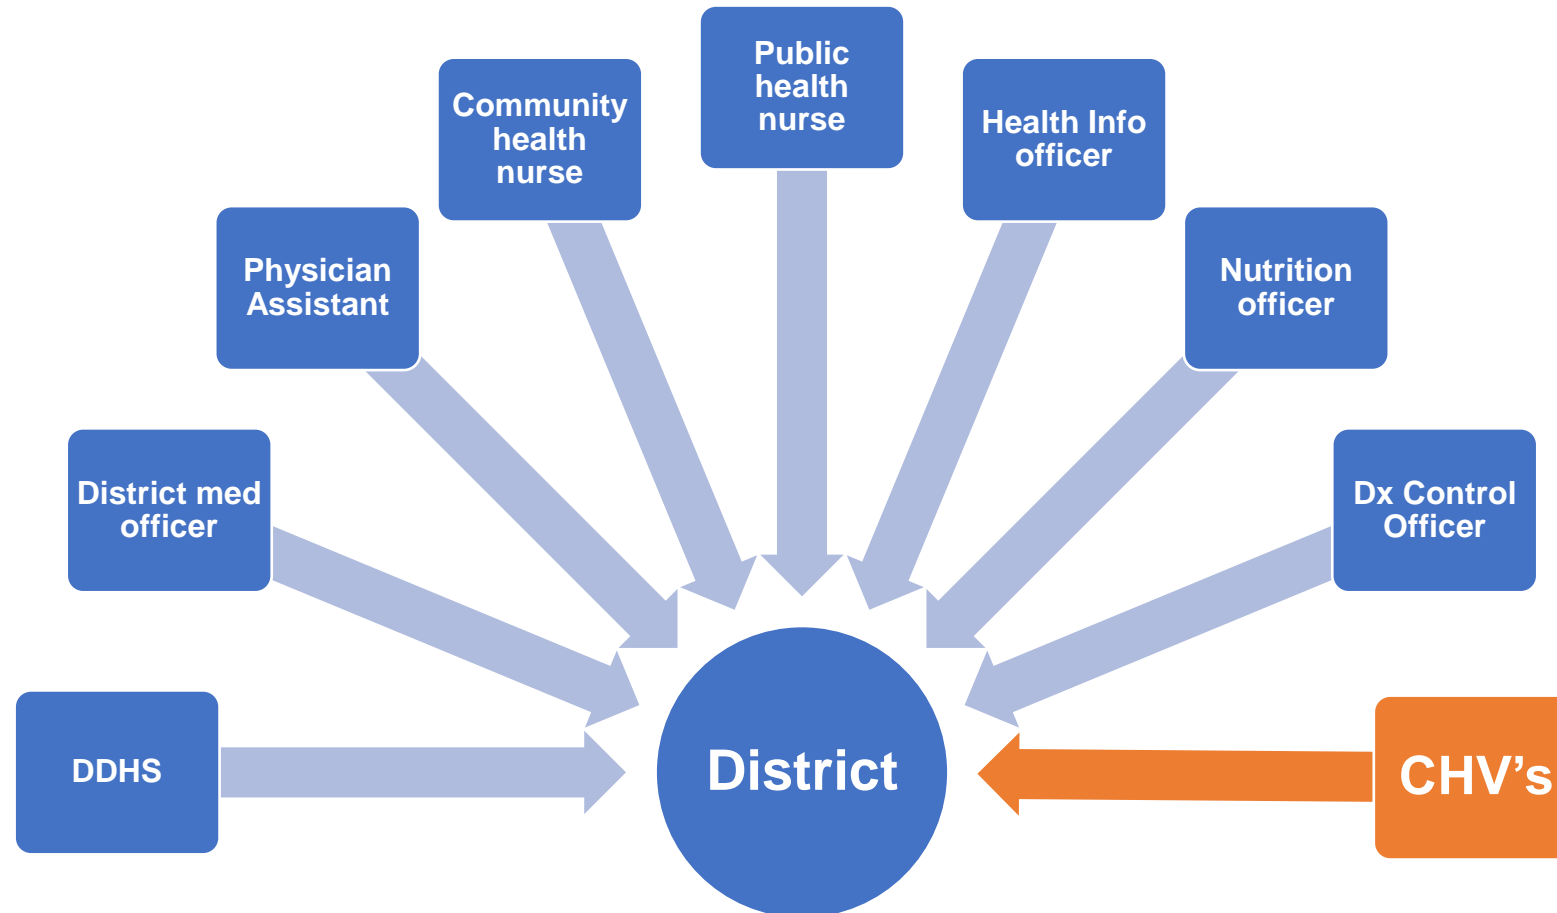 Public
health
nurse
Community
health
nurse
Health Info
officer
Physician
Assistant
Nutrition
officer
District med
officer
Dx Control
Officer
DDHS
District
CHV’s